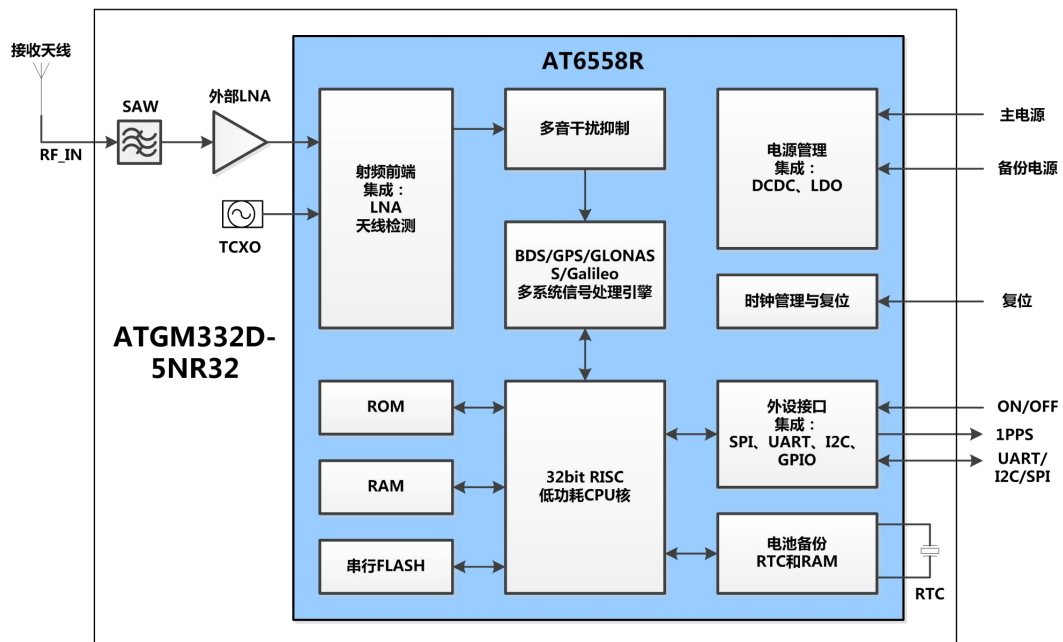 接收天线
RF_IN
SAW
外部LNA
TCXO
ATGM332D-
5NR32
AT6558R
射频前端
集成：
LNA
天线检测
多音干扰抑制
BDS/GPS/GLONAS
S/Galileo
多系统信号处理引擎
电源管理
集成：
DCDC、LDO
时钟管理与复位
主电源
备份电源
复位
ROM
RAM
串行FLASH
32bit RISC
低功耗CPU核
外设接口
集成：
SPI、UART、I2C、
GPIO
电池备份
RTC和RAM
ON/OFF
1PPS
UART/
I2C/SPI
RTC